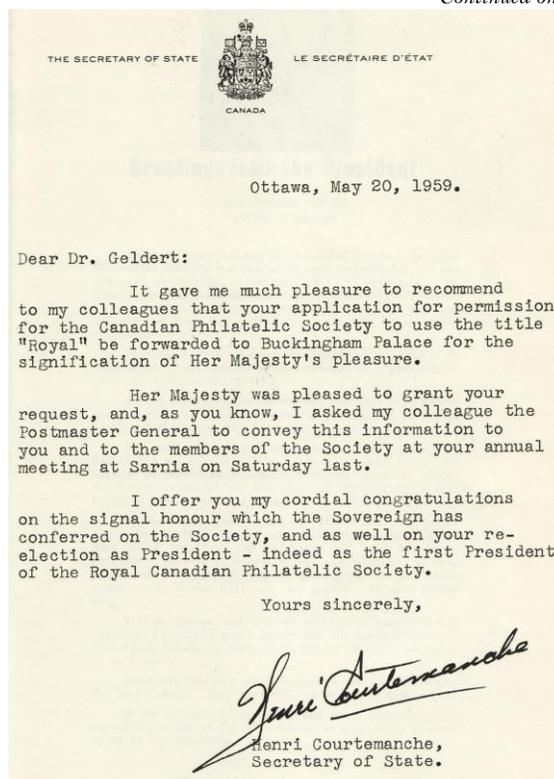 Continued on
THE SECRETARY OF STATE
LE SECRÉTAIRE D'ÉTAT
CANADA
Greetings from the President
Ottawa, May 20, 1959.
Dear Dr. Geldert:
It gave me much pleasure to recommend
to my colleagues that your application for permission
for the Canadian Philatelic Society to use the title
"Royal" be forwarded to Buckingham Palace for the
signification of Her Majesty's pleasure.
Her Majesty was pleased to grant your
request, and, as you know, I asked my colleague the
Postmaster General to convey this information to
you and to the members of the Society at your annual
meeting at Sarnia on Saturday last.
I offer you my cordial congratulations
on the signal honour which the Sovereign has
conferred on the Society, and as well on your re-
election as President - indeed as the first President
of the Royal Canadian Philatelic Society.
Yours sincerely,
Henri Courtemanche
Henri Courtemanche,
Secretary of State.